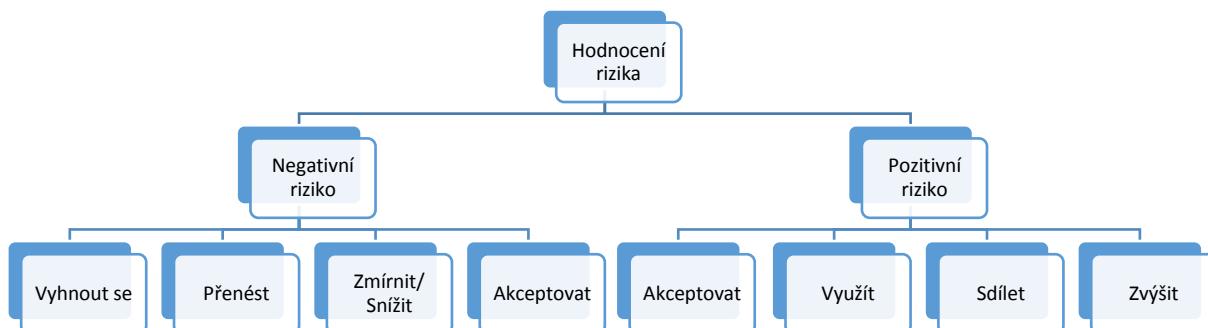 Hodnocení
rizika
Negativní
riziko
Pozitivní
riziko
Vyhnout se
Přenést
Zmírnit/
Snížit
Akceptovat
Akceptovat
Využít
Sdílet
Zvýšit